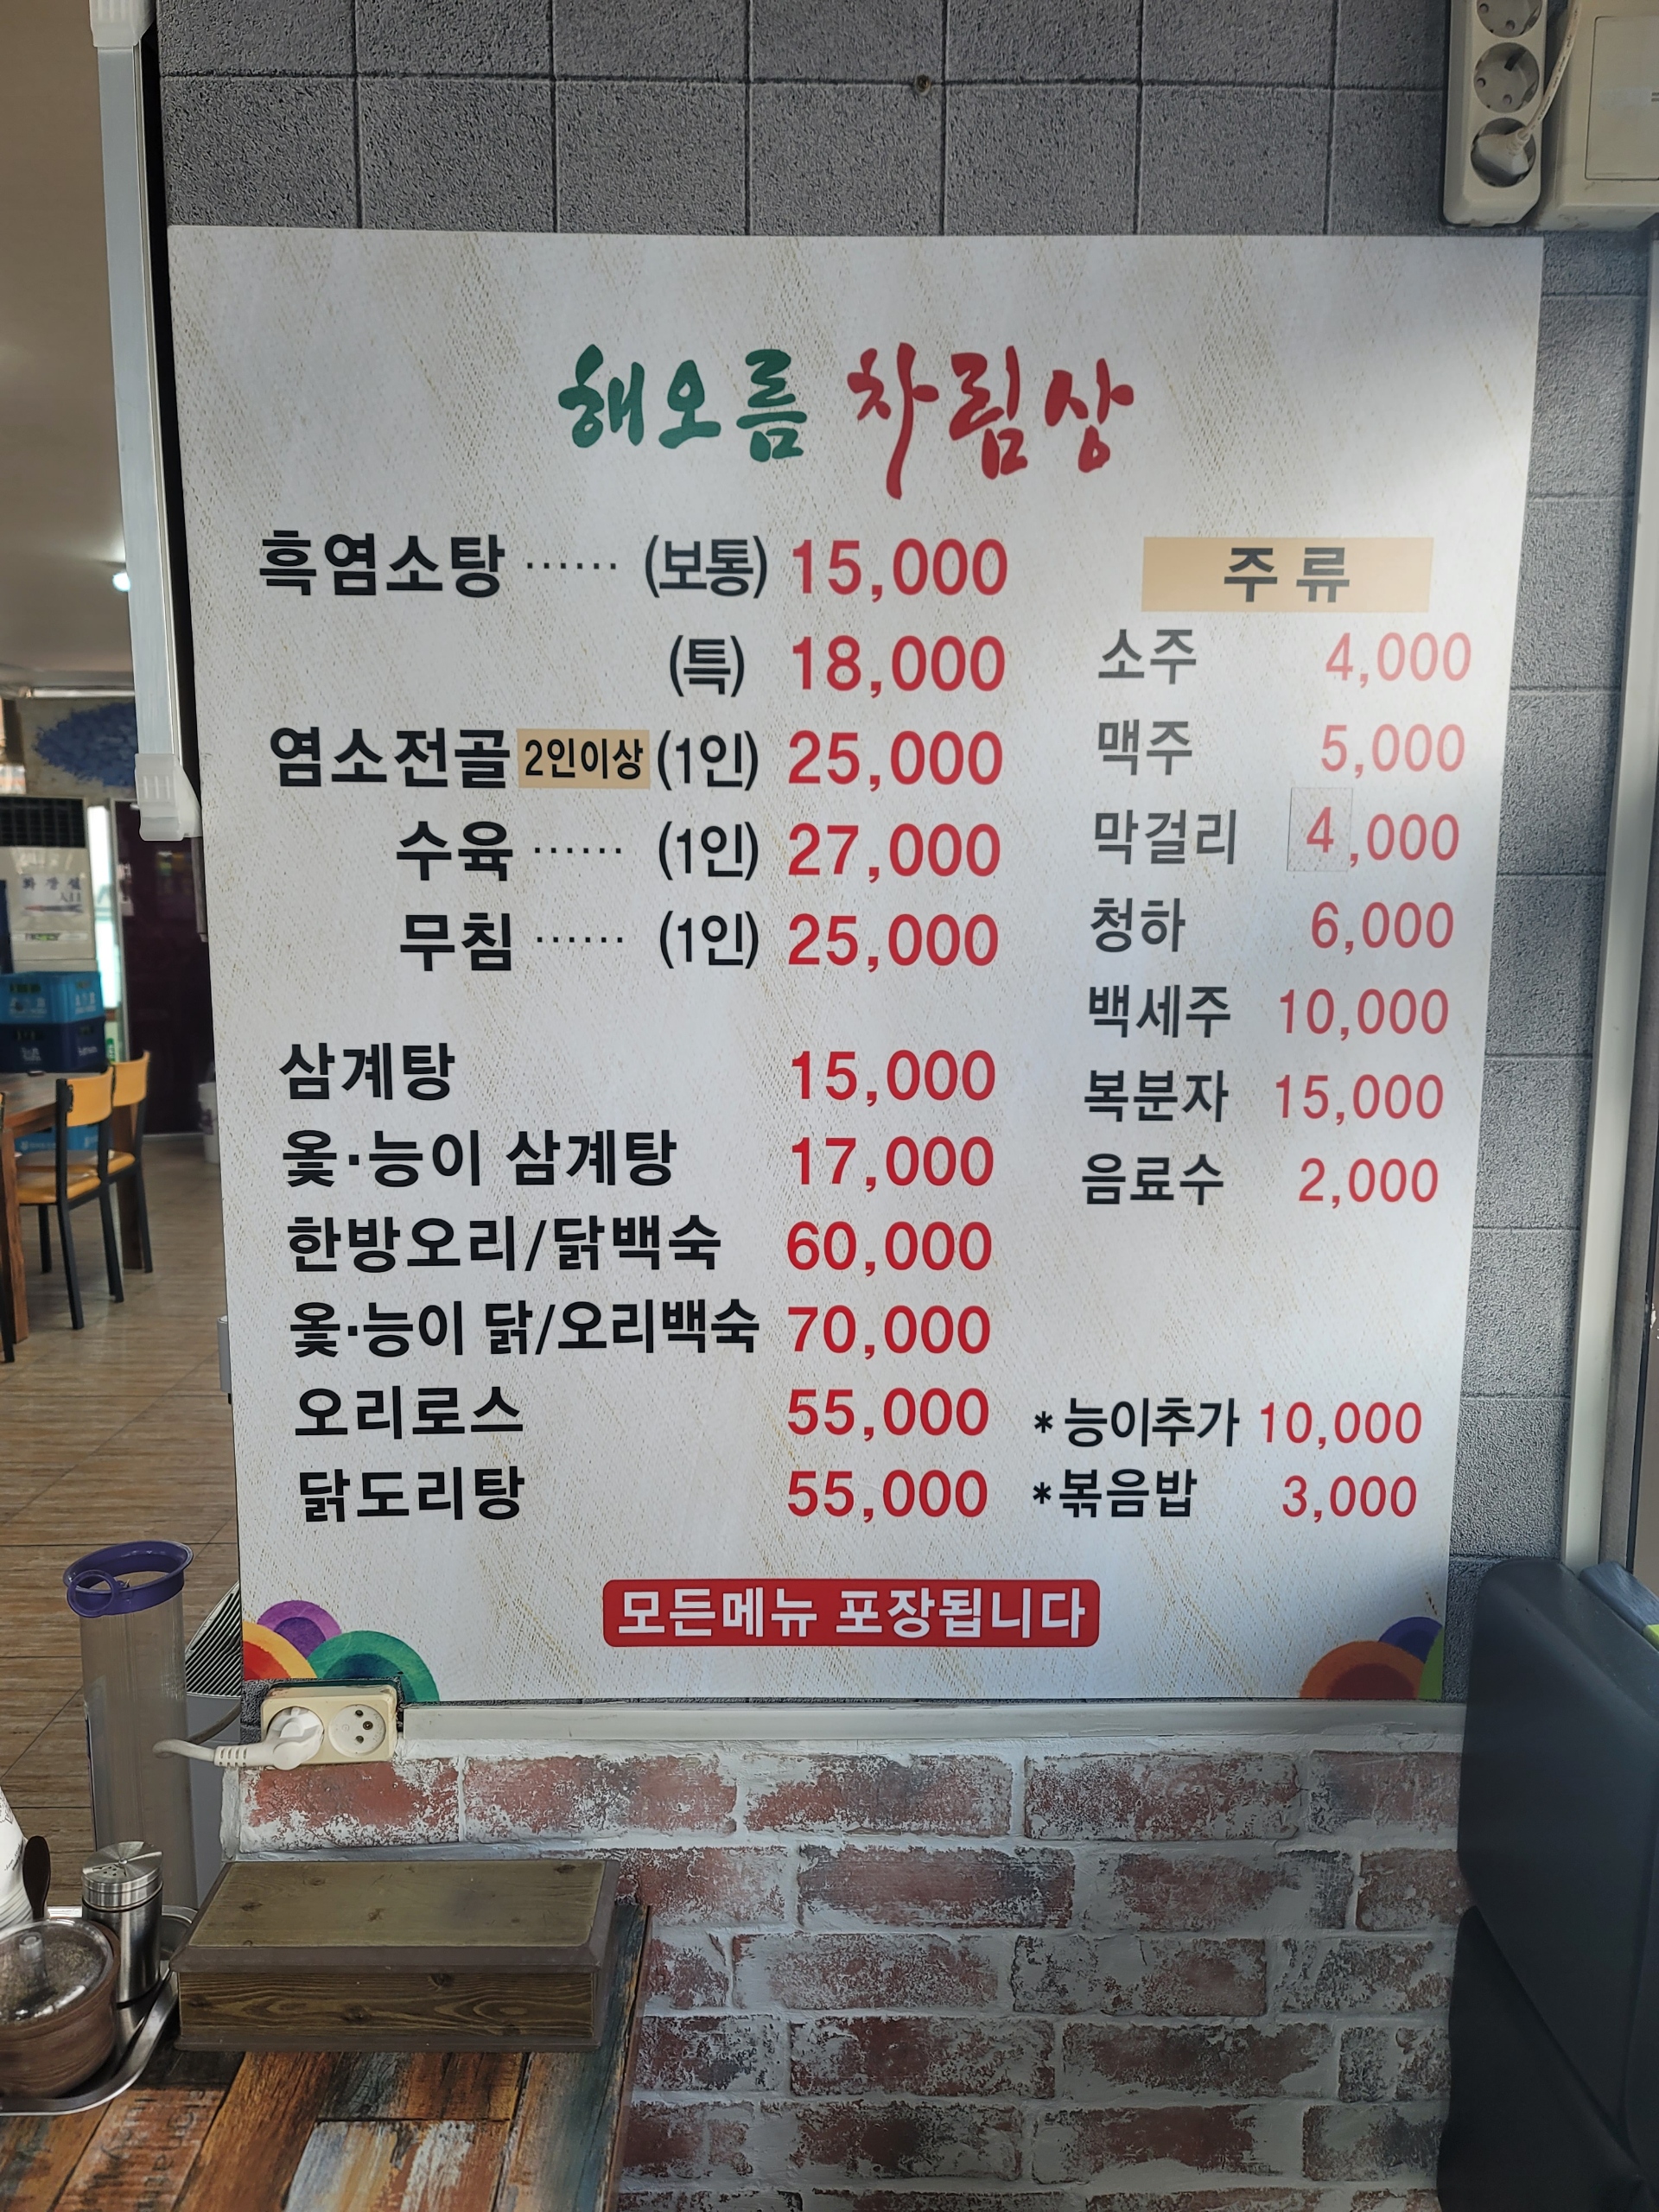 해오름 차림상
흑염소탕 ······ (보통) 15,000
(특) 18,000
염소전골 2인이상 (1인) 25,000
수육 ······ (1인) 27,000
무침 ······ (1인) 25,000
삼계탕 15,000
옻·능이 삼계탕 17,000
한방오리/닭백숙 60,000
옻·능이 닭/오리백숙 70,000
오리로스 55,000
닭도리탕 55,000
주류
소주 4,000
맥주 5,000
막걸리 4,000
청하 6,000
백세주 10,000
복분자 15,000
음료수 2,000
*능이추가 10,000
*볶음밥 3,000
모든메뉴 포장됩니다
화장실